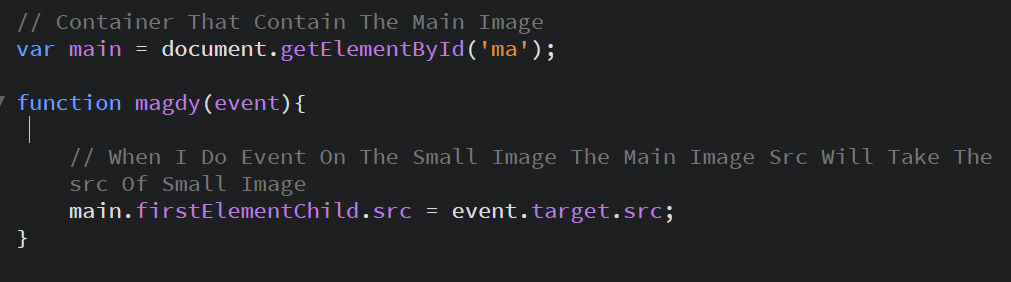 // Container That Contain The Main Image
var main = document.getElementById('ma');
function magdy(event){
// When I Do Event On The Small Image The Main Image Src Will Take The
src Of Small Image
main.firstElementChild.src = event.target.src;
}